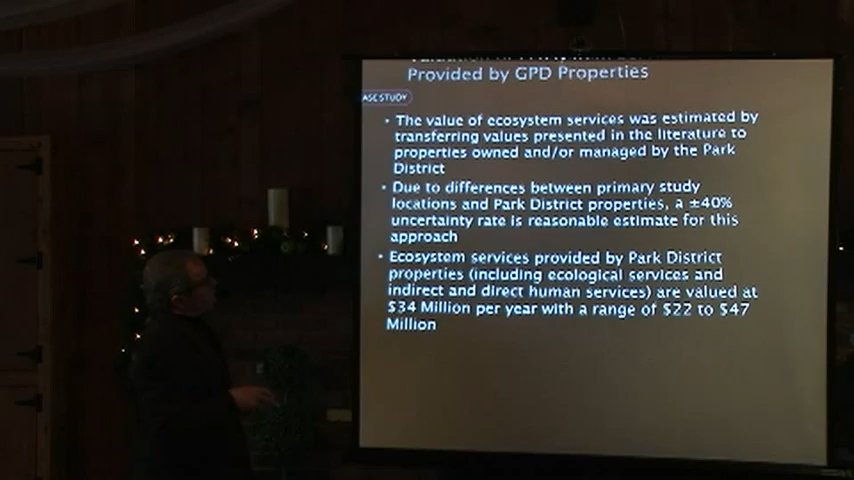 Provided by GPD Properties
ASE STUDY
• The value of ecosystem services was estimated by
transferring values presented in the literature to
properties owned and/or managed by the Park
District
• Due to differences between primary study
locations and Park District properties, a ±40%
uncertainty rate is reasonable estimate for this
approach
• Ecosystem services provided by Park District
properties (including ecological services and
indirect and direct human services) are valued at
$34 Million per year with a range of $22 to $47
Million